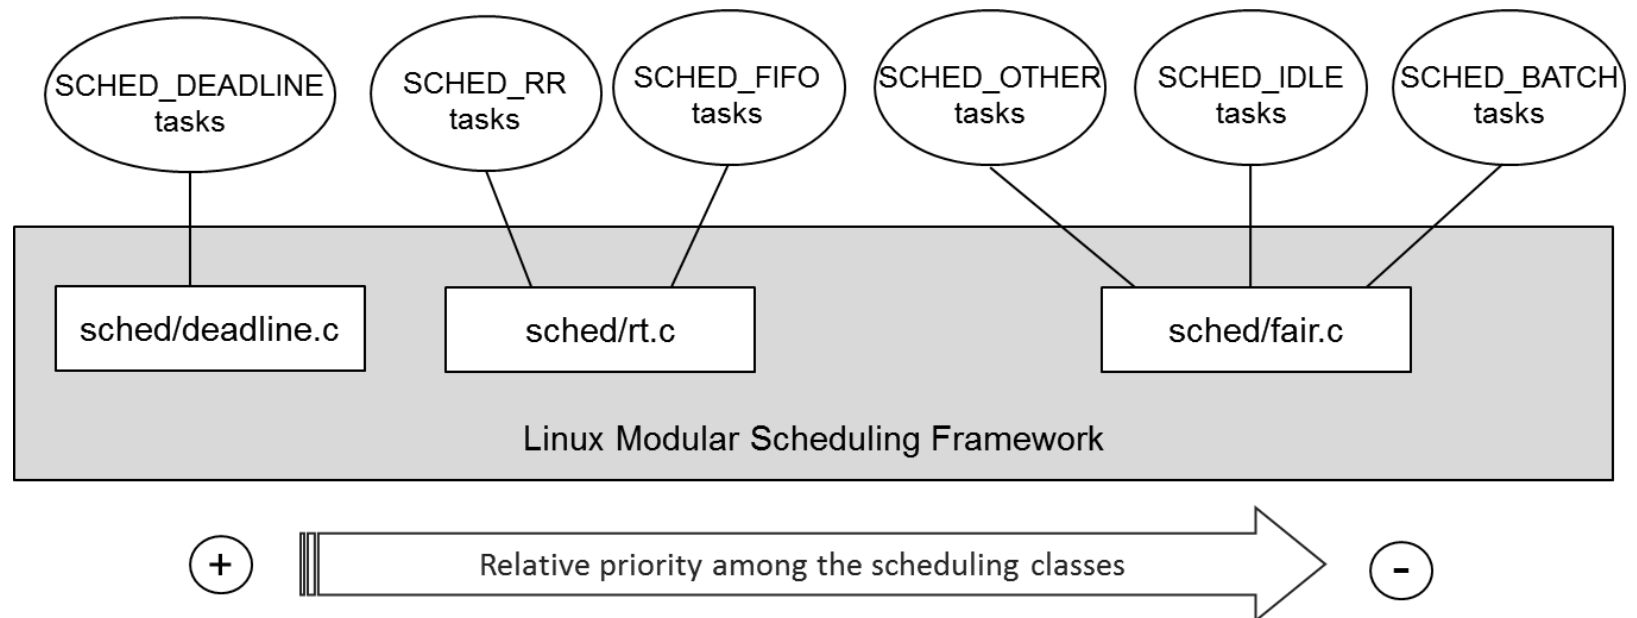 SCHED_DEADLINE
tasks
SCHED_RR
tasks
SCHED_FIFO
tasks
SCHED_OTHER
tasks
SCHED_IDLE
tasks
SCHED_BATCH
tasks
sched/deadline.c
sched/rt.c
sched/fair.c
Linux Modular Scheduling Framework
+
Relative priority among the scheduling classes
-